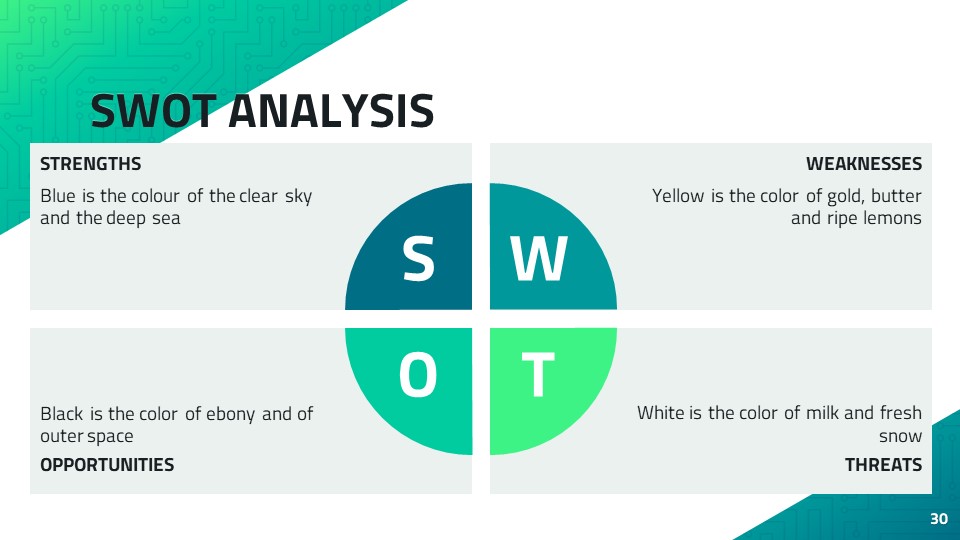 SWOT ANALYSIS
STRENGTHS
Blue is the colour of the clear sky
and the deep sea
WEAKNESSES
Yellow is the color of gold, butter
and ripe lemons
S
W
O
T
Black is the color of ebony and of
outer space
OPPORTUNITIES
White is the color of milk and fresh
snow
THREATS
30